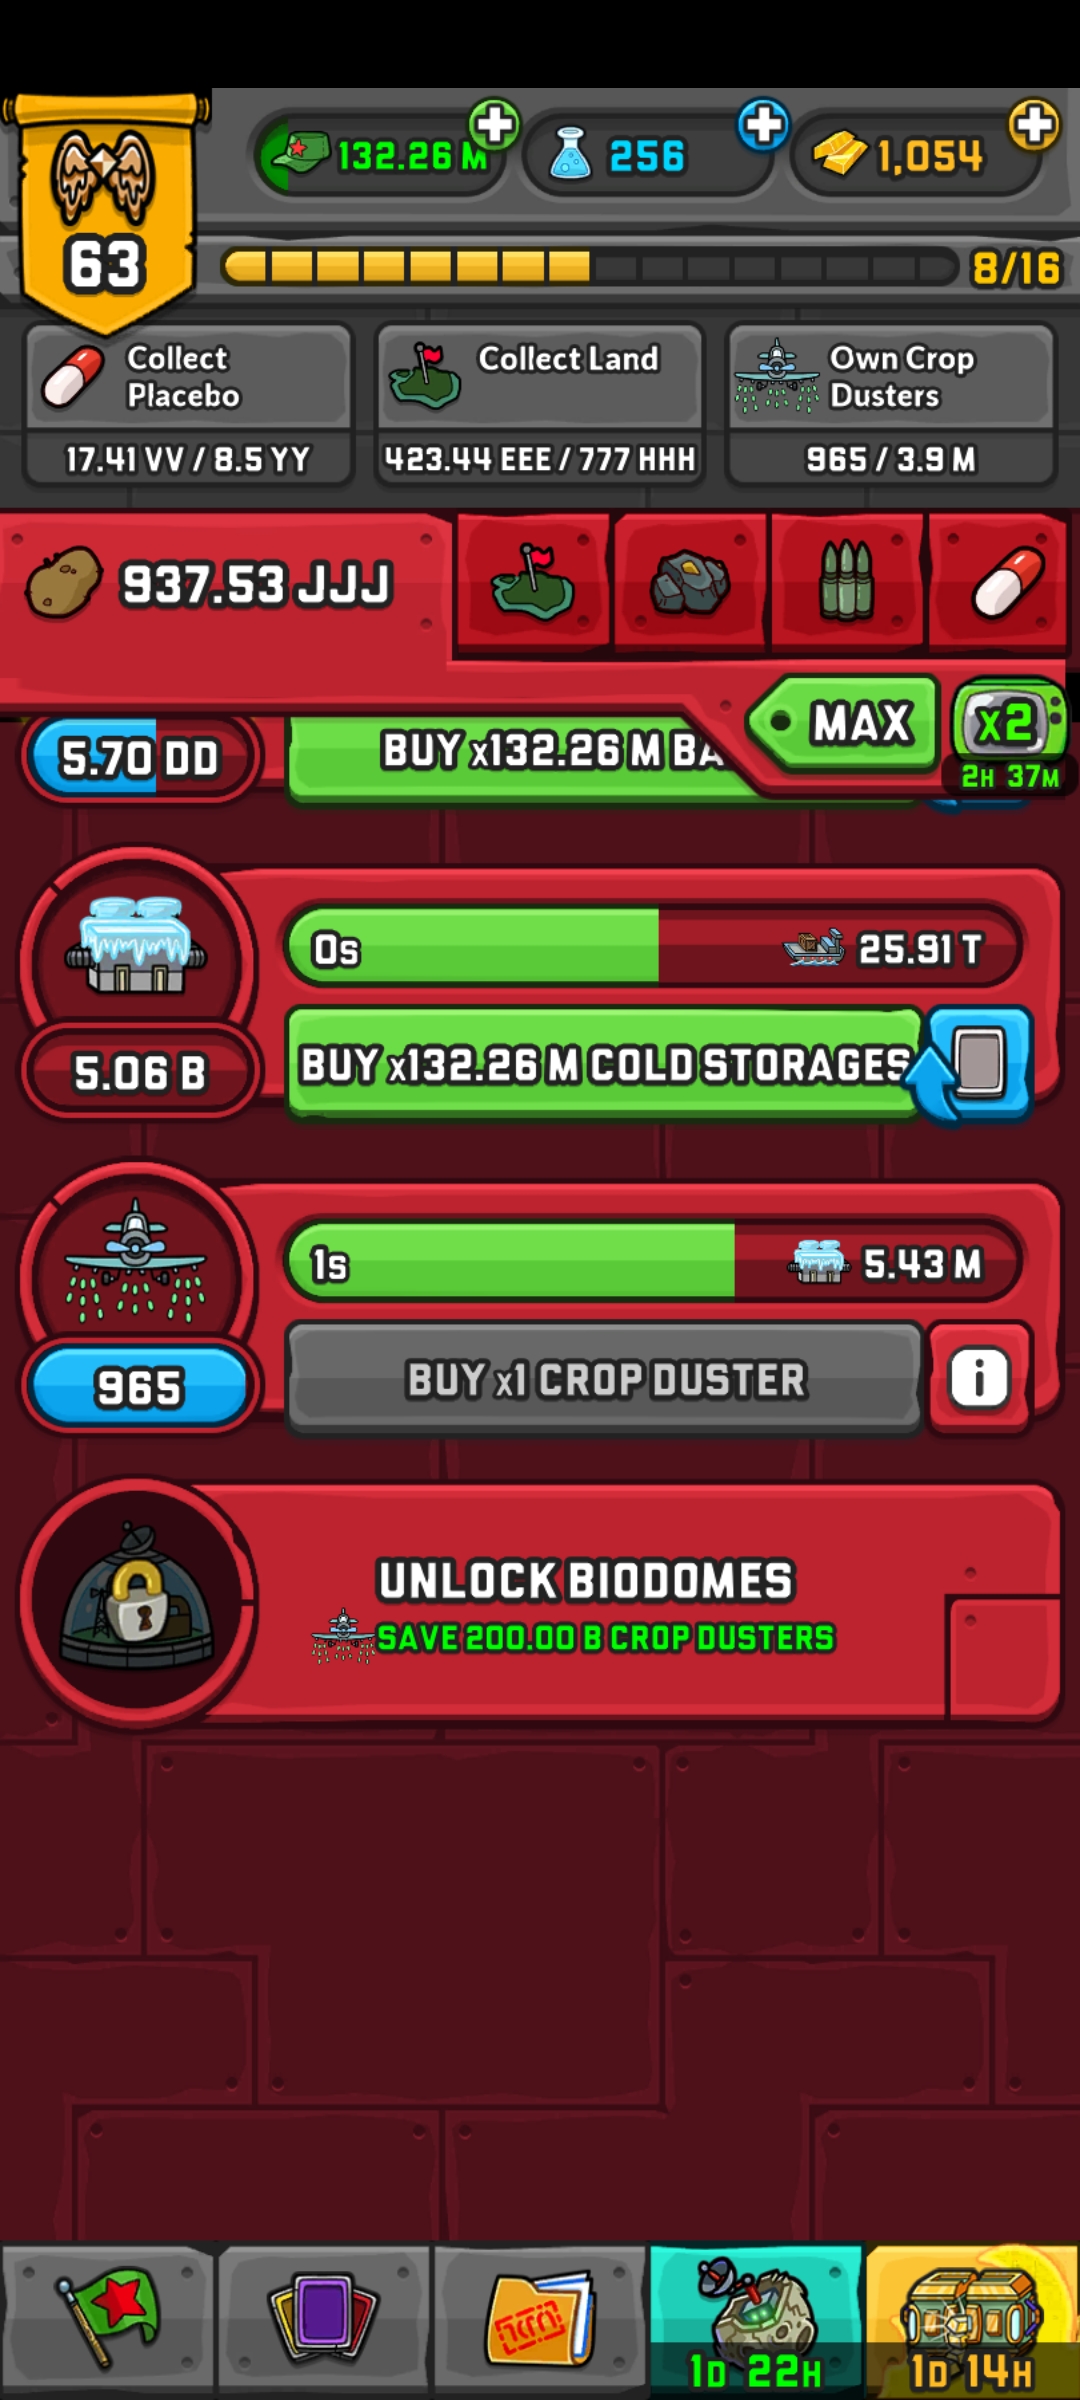 132.26 M
256
1,054
63
8/16
Collect
Placebo
17.41 VV / 8.5 YY
Collect Land
423.44 EEE / 777 HHH
Own Crop
Dusters
965 / 3.9 M
937.53 JJJ
MAX
x2
2H 37M
5.70 DD
BUY x132.26 M BA
0s
25.91 T
5.06 B
BUY x132.26 M COLD STORAGES
1s
5.43 M
965
BUY x1 CROP DUSTER
i
UNLOCK BIODOMES
SAVE 200.00 B CROP DUSTERS
1D 22H
1D 14H